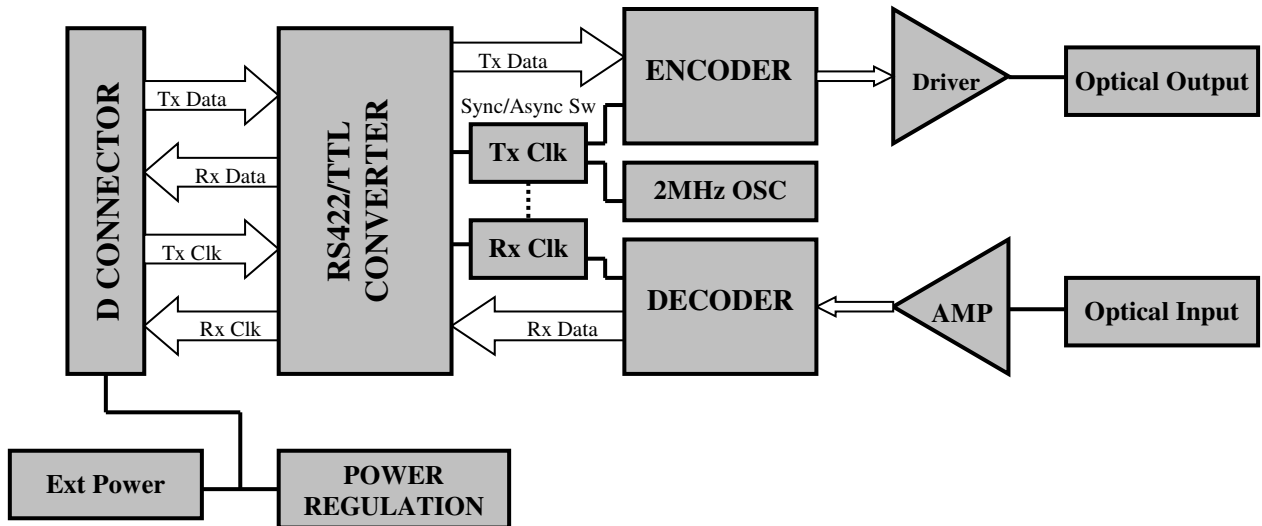 D CONNECTOR
Tx Data
Rx Data
Tx Clk
Rx Clk
RS422/TTL
CONVERTER
Tx Data
Sync/Async Sw
Tx Clk
Rx Clk
Rx Data
ENCODER
2MHz OSC
DECODER
Driver
AMP
Optical Output
Optical Input
Ext Power
POWER
REGULATION